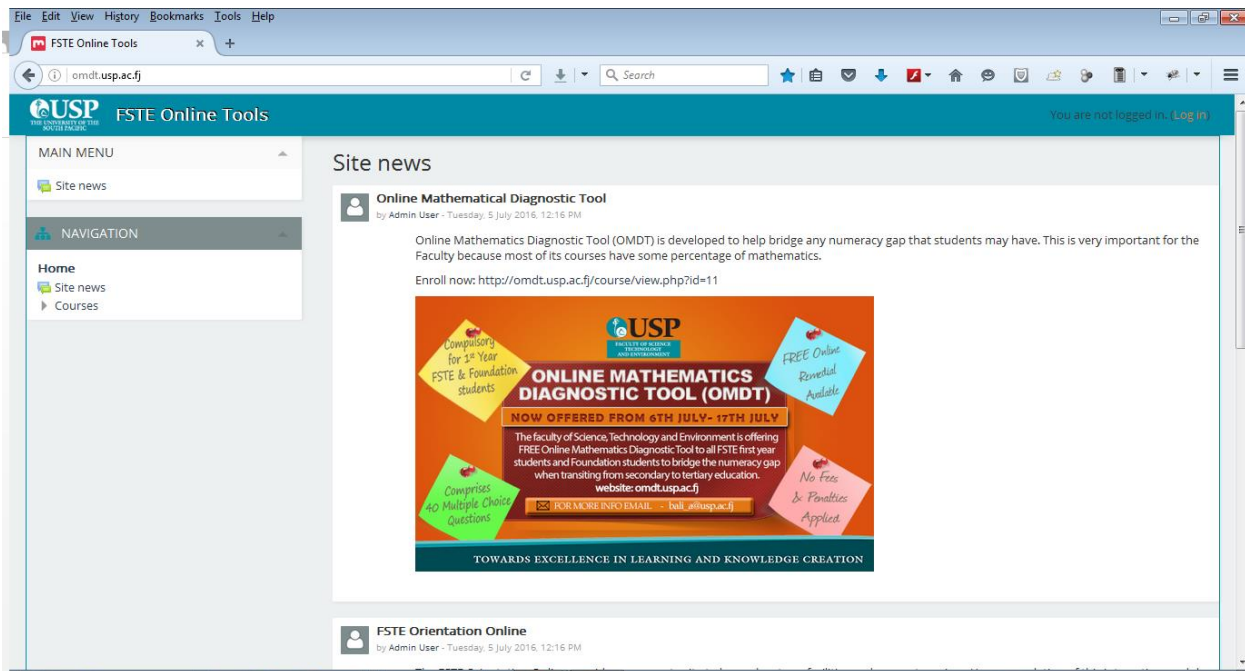 File Edit View History Bookmarks Tools Help
FSTE Online Tools
omdt.usp.ac.fj
Search
USP
THE UNIVERSITY OF THE
SOUTH PACIFIC
FSTE Online Tools
You are not logged in. (Log in)
MAIN MENU
Site news
NAVIGATION
Home
Site news
Courses
Site news
Online Mathematical Diagnostic Tool
by Admin User - Tuesday, 5 July 2016, 12:16 PM
Online Mathematics Diagnostic Tool (OMDT) is developed to help bridge any numeracy gap that students may have. This is very important for the
Faculty because most of its courses have some percentage of mathematics.
Enroll now: http://omdt.usp.ac.fj/course/view.php?id=11
USP
FACULTY OF SCIENCE
TECHNOLOGY
AND ENVIRONMENT
Compulsory
for 1st Year
FSTE & Foundation
students
FREE Online
Remedial
Available
ONLINE MATHEMATICS
DIAGNOSTIC TOOL (OMDT)
NOW OFFERED FROM 6TH JULY- 17TH JULY
The faculty of Science, Technology and Environment is offering
FREE Online Mathematics Diagnostic Tool to all FSTE first year
students and Foundation students to bridge the numeracy gap
when transiting from secondary to tertiary education.
website: omdt.usp.ac.fj
FOR MORE INFO EMAIL - bali_a@usp.ac.fj
Comprises
40 Multiple Choice
Questions
No Fees
& Penalties
Applied.
TOWARDS EXCELLENCE IN LEARNING AND KNOWLEDGE CREATION
FSTE Orientation Online
by Admin User - Tuesday, 5 July 2016, 12:16 PM